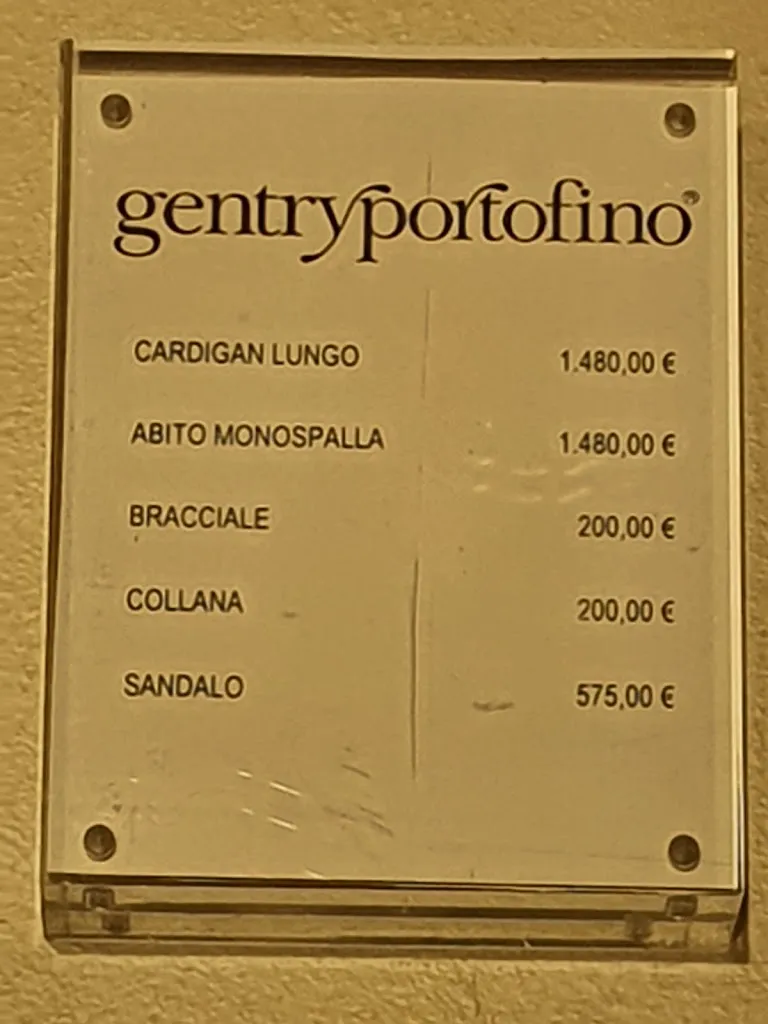 gentryportofino®
CARDIGAN LUNGO 1.480,00 €
ABITO MONOSPALLA 1.480,00 €
BRACCIALE 200,00 €
COLLANA 200,00 €
SANDALO 575,00 €